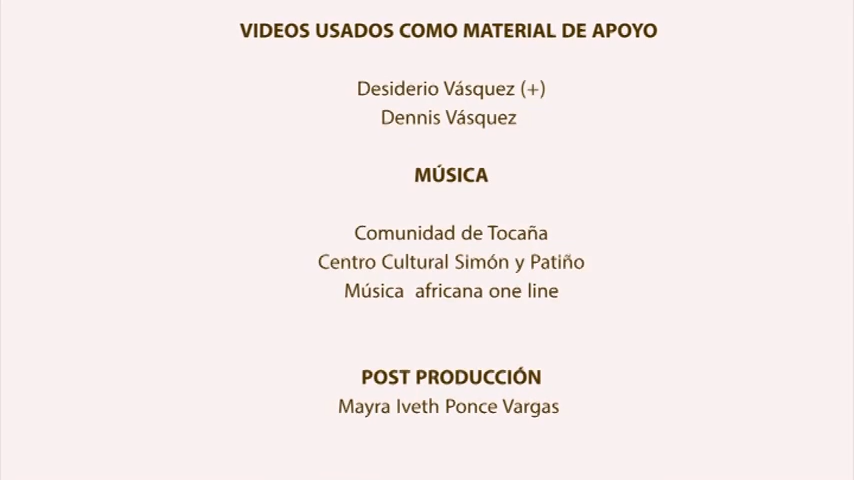 VIDEOS USADOS COMO MATERIAL DE APOYO
Desiderio Vásquez (+)
Dennis Vásquez
MÚSICA
Comunidad de Tocaña
Centro Cultural Simón y Patiño
Música africana one line
POST PRODUCCIÓN
Mayra Iveth Ponce Vargas